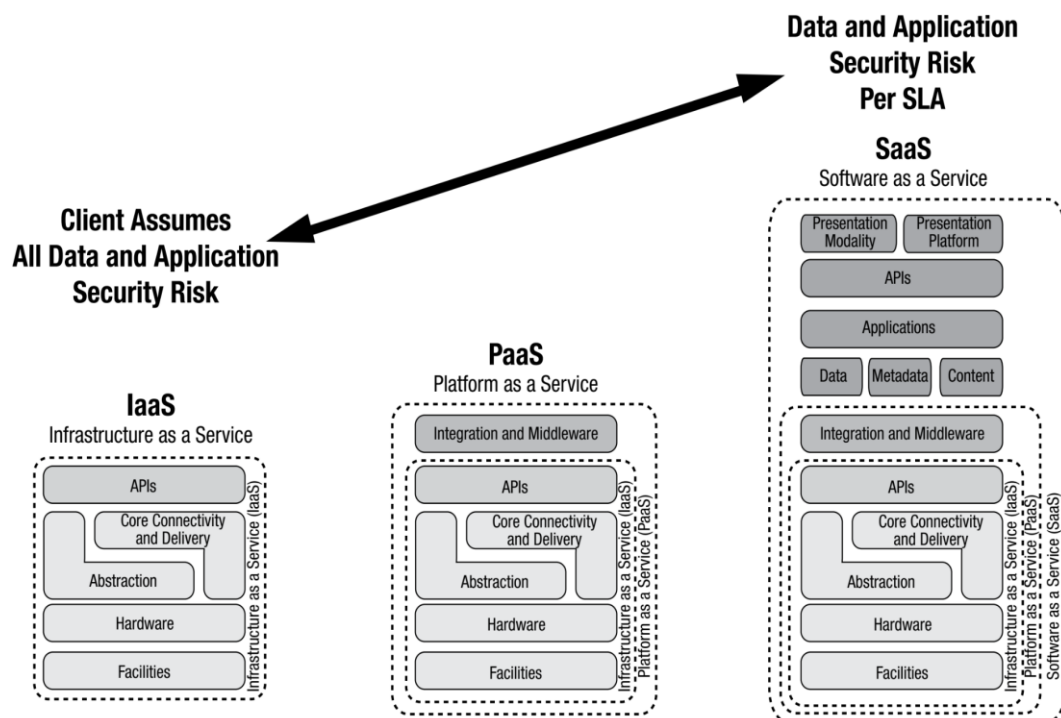 Data and Application
Security Risk
Per SLA
Client Assumes
All Data and Application
Security Risk
IaaS
Infrastructure as a Service
APIs
Core Connectivity
and Delivery
Abstraction
Hardware
Facilities
Infrastructure as a Service (IaaS)
PaaS
Platform as a Service
Integration and Middleware
APIs
Core Connectivity
and Delivery
Abstraction
Hardware
Facilities
Infrastructure as a Service (IaaS)
Platform as a Service (PaaS)
SaaS
Software as a Service
Presentation
Modality
Presentation
Platform
APIs
Applications
Data
Metadata
Content
Integration and Middleware
APIs
Core Connectivity
and Delivery
Abstraction
Hardware
Facilities
Infrastructure as a Service (IaaS)
Platform as a Service (PaaS)
Software as a Service (SaaS)